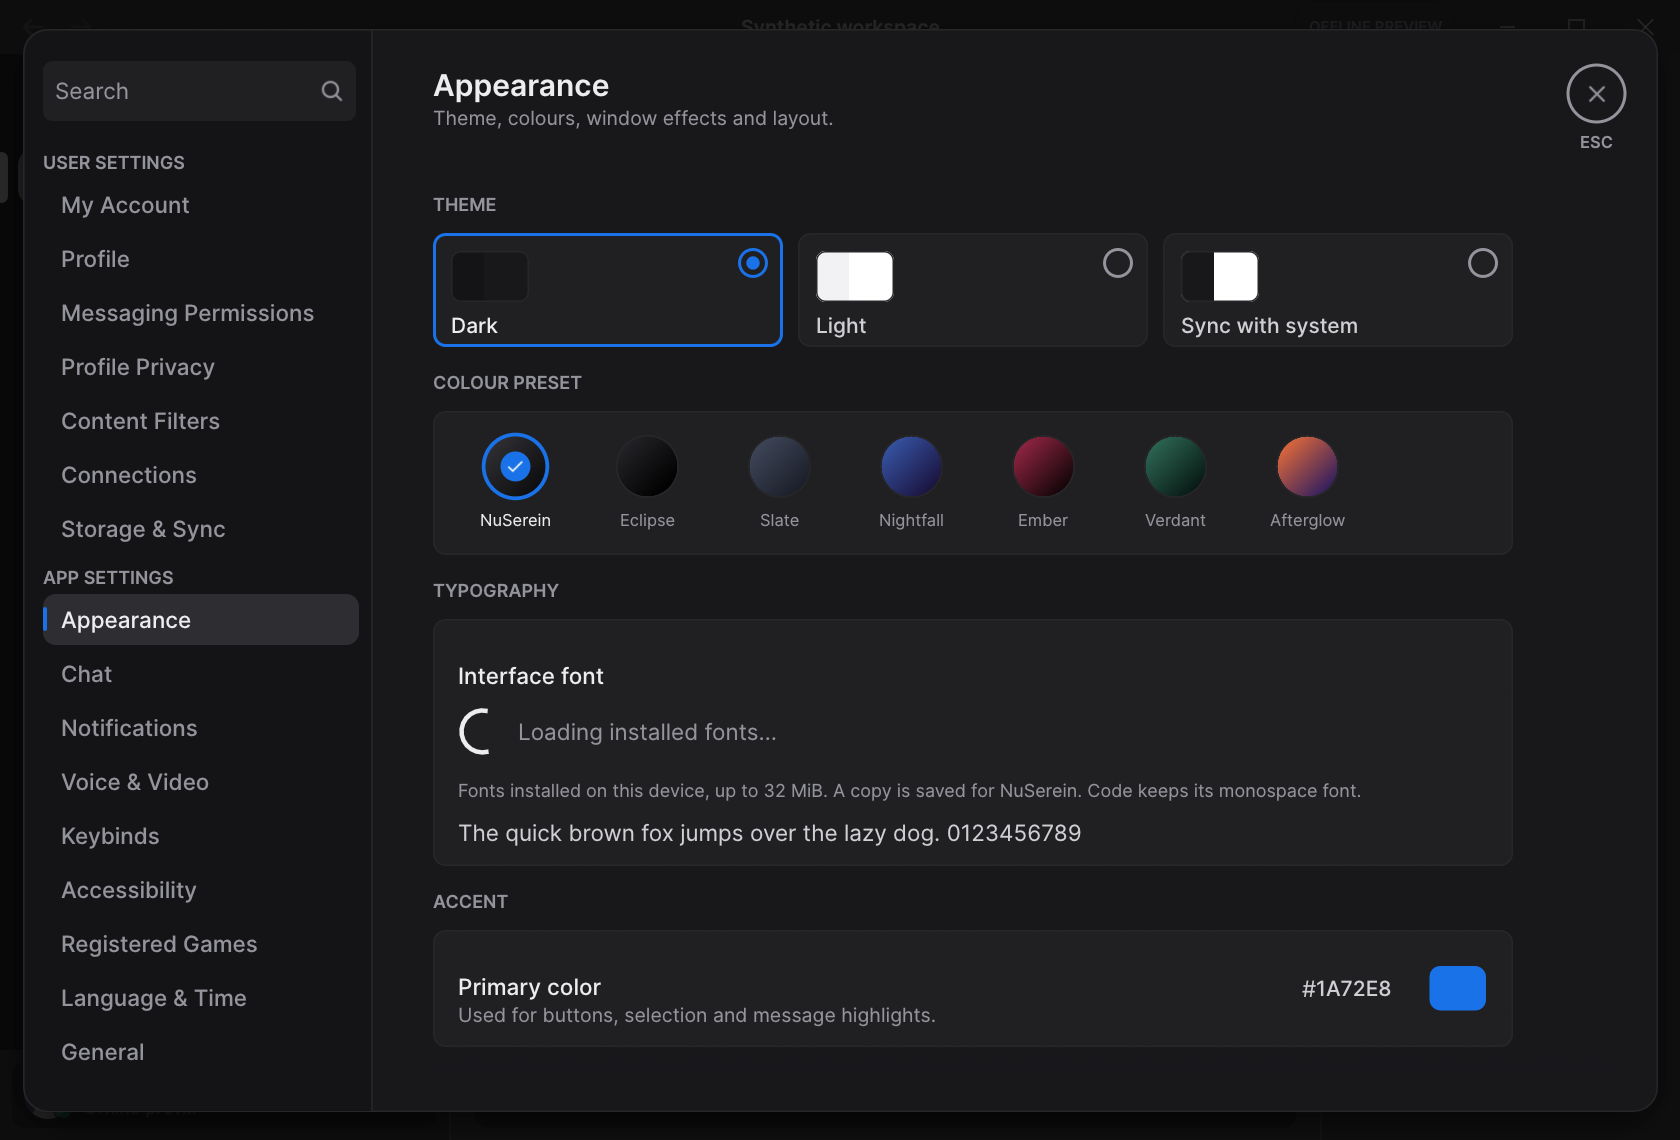 Synthetic workspace
OFFLINE PREVIEW
Search
USER SETTINGS
My Account
Profile
Messaging Permissions
Profile Privacy
Content Filters
Connections
Storage & Sync
APP SETTINGS
Appearance
Chat
Notifications
Voice & Video
Keybinds
Accessibility
Registered Games
Language & Time
General
Appearance
Theme, colours, window effects and layout.
ESC
THEME
Dark
Light
Sync with system
COLOUR PRESET
NuSerein
Eclipse
Slate
Nightfall
Ember
Verdant
Afterglow
TYPOGRAPHY
Interface font
Loading installed fonts...
Fonts installed on this device, up to 32 MiB. A copy is saved for NuSerein. Code keeps its monospace font.
The quick brown fox jumps over the lazy dog. 0123456789
ACCENT
Primary color
#1A72E8
Used for buttons, selection and message highlights.